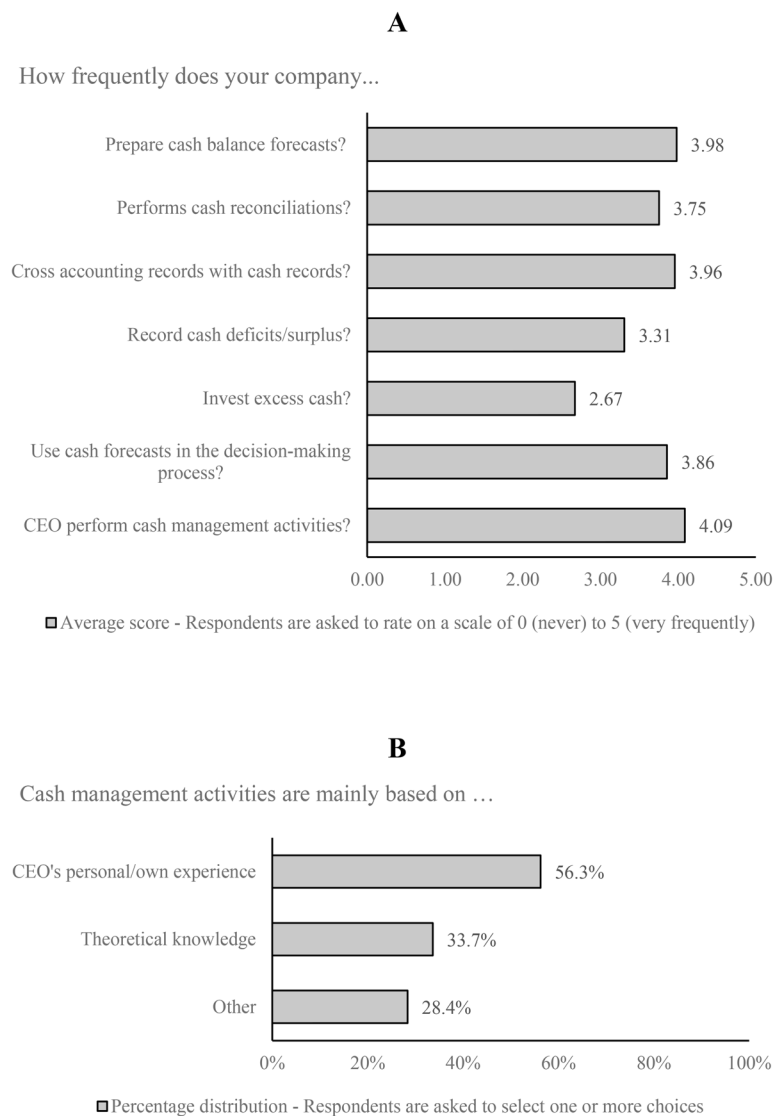 A
How frequently does your company...
Prepare cash balance forecasts?
3.98
Performs cash reconciliations?
3.75
Cross accounting records with cash records?
3.96
Record cash deficits/surplus?
3.31
Invest excess cash?
2.67
Use cash forecasts in the decision-making
process?
3.86
CEO perform cash management activities?
4.09
0.00 1.00 2.00 3.00 4.00 5.00
Average score - Respondents are asked to rate on a scale of 0 (never) to 5 (very frequently)
B
Cash management activities are mainly based on …
CEO's personal/own experience
56.3%
Theoretical knowledge
33.7%
Other
28.4%
0% 20% 40% 60% 80% 100%
Percentage distribution - Respondents are asked to select one or more choices